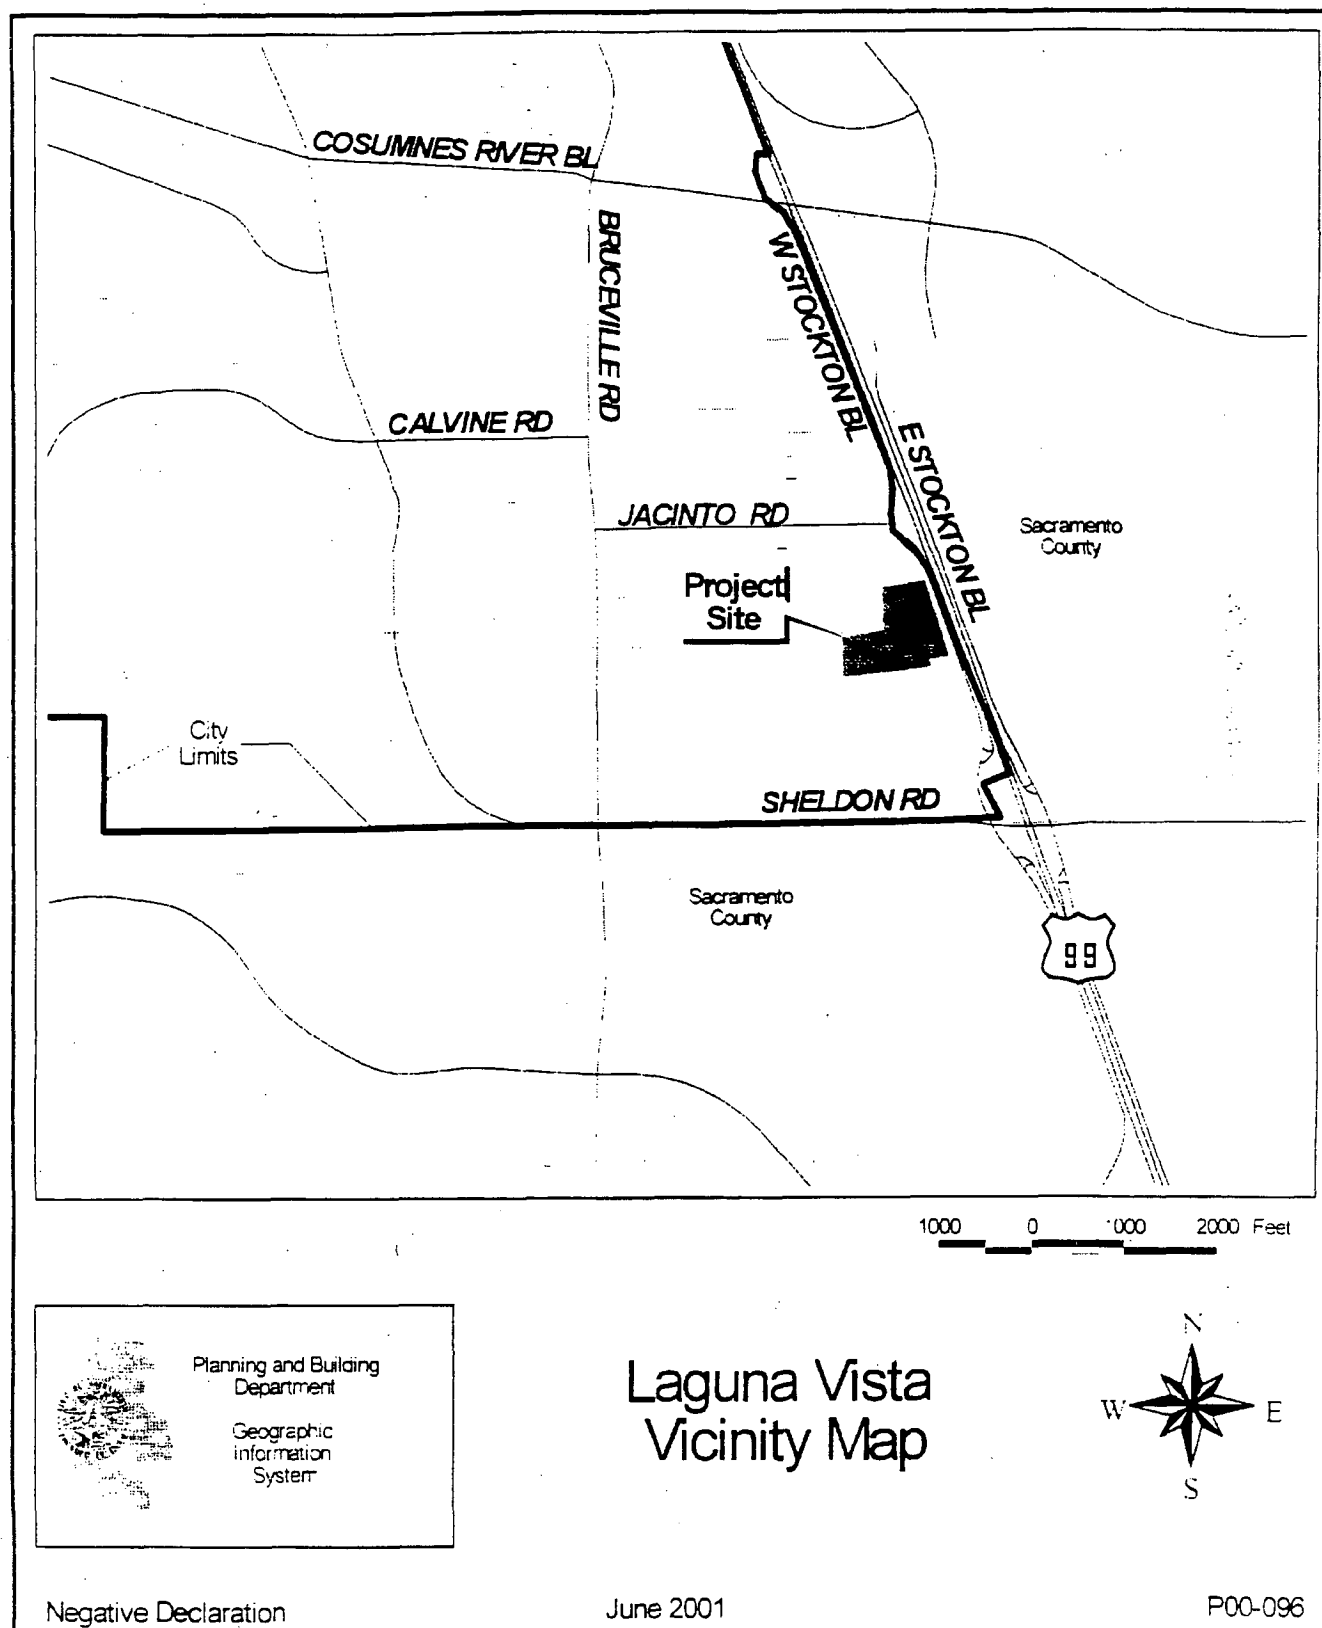 COSUMNES RIVER BL
BRUCEVILLE RD
W STOCKTON BL
CALVINE RD
E STOCKTON BL
JACINTO RD
Sacramento
County
Project
Site
City
Limits
SHELDON RD
Sacramento
County
99
1000 0 1000 2000 Feet
Planning and Building
Department
Geographic
Information
System
Laguna Vista
Vicinity Map
N
W E
S
Negative Declaration June 2001 P00-096